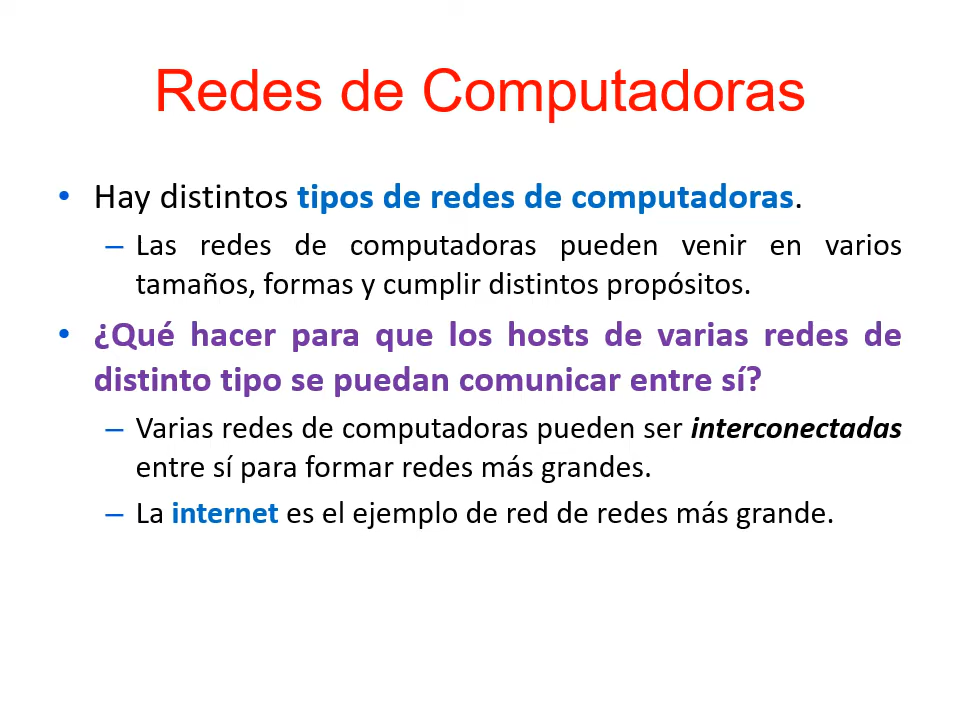 Redes de Computadoras
• Hay distintos tipos de redes de computadoras.
– Las redes de computadoras pueden venir en varios
tamaños, formas y cumplir distintos propósitos.
• ¿Qué hacer para que los hosts de varias redes de
distinto tipo se puedan comunicar entre sí?
– Varias redes de computadoras pueden ser interconectadas
entre sí para formar redes más grandes.
– La internet es el ejemplo de red de redes más grande.